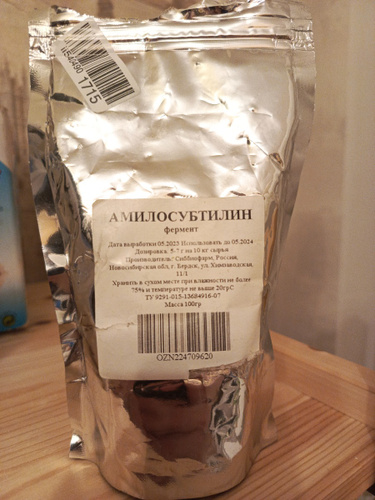 1715
АМИЛОСУБТИЛИН
фермент
Дата выработки 05.2023 Использовать до 05.2024
Дозировка: 5-7 г на 10 кг сырья
Производитель: Сиббиофарм, Россия,
Новосибирская обл, г. Бердск, ул. Химзаводская,
11/1
Хранить в сухом месте при влажности не более
75% и температуре не выше 20грС
ТУ 9291-015-13684916-07
Масса 100гр
OZN224709620